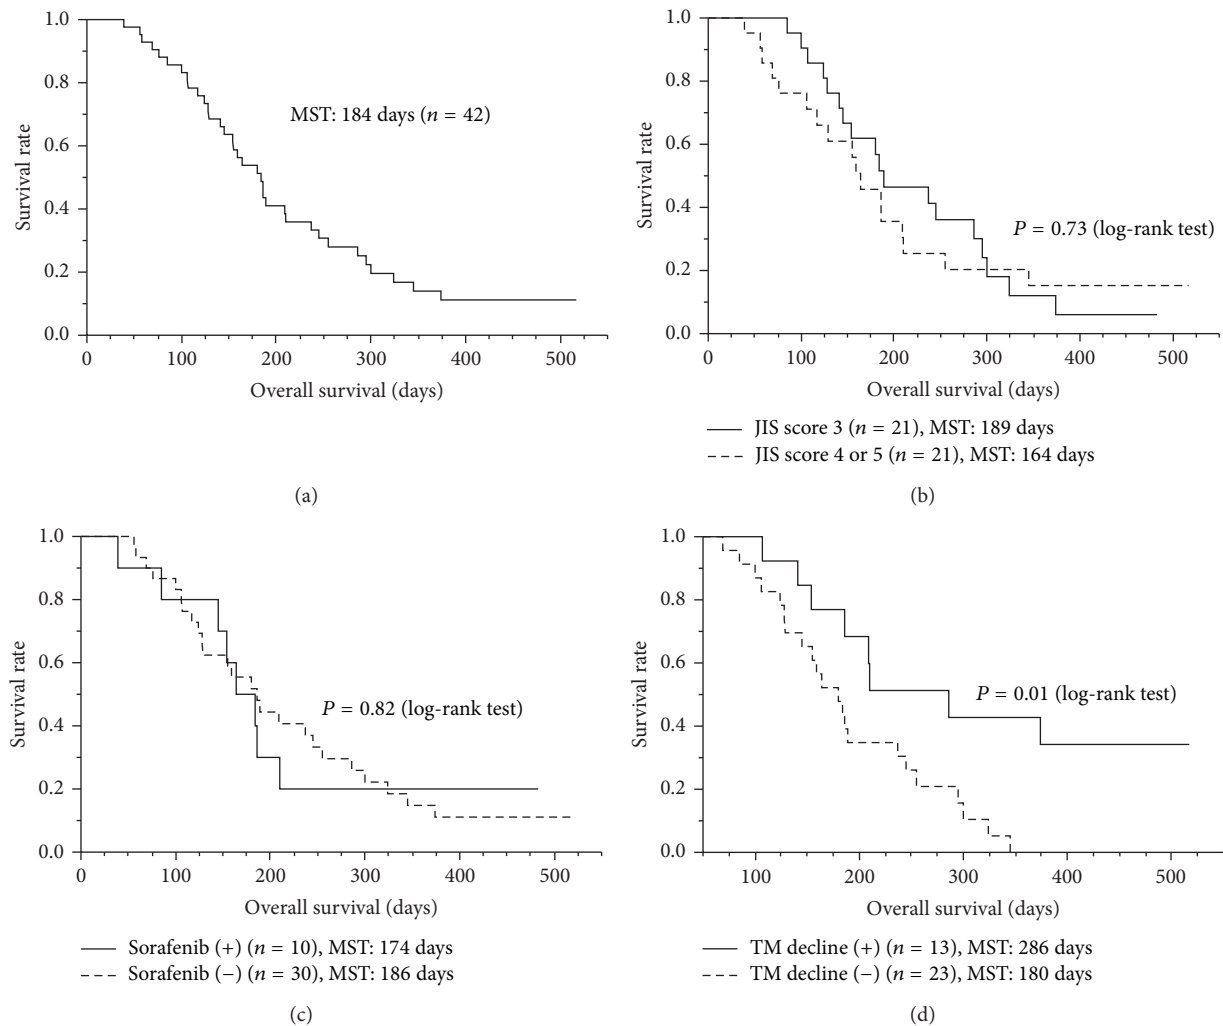 1.0
0.8
0.6
0.4
0.2
0.0
Survival rate
MST: 184 days (n = 42)
0 100 200 300 400 500
Overall survival (days)
(a)
1.0
0.8
0.6
0.4
0.2
0.0
Survival rate
P = 0.73 (log-rank test)
0 100 200 300 400 500
Overall survival (days)
JIS score 3 (n = 21), MST: 189 days
JIS score 4 or 5 (n = 21), MST: 164 days
(b)
1.0
0.8
0.6
0.4
0.2
0.0
Survival rate
P = 0.82 (log-rank test)
0 100 200 300 400 500
Overall survival (days)
Sorafenib (+) (n = 10), MST: 174 days
Sorafenib (−) (n = 30), MST: 186 days
(c)
1.0
0.8
0.6
0.4
0.2
0.0
Survival rate
P = 0.01 (log-rank test)
100 200 300 400 500
Overall survival (days)
TM decline (+) (n = 13), MST: 286 days
TM decline (−) (n = 23), MST: 180 days
(d)